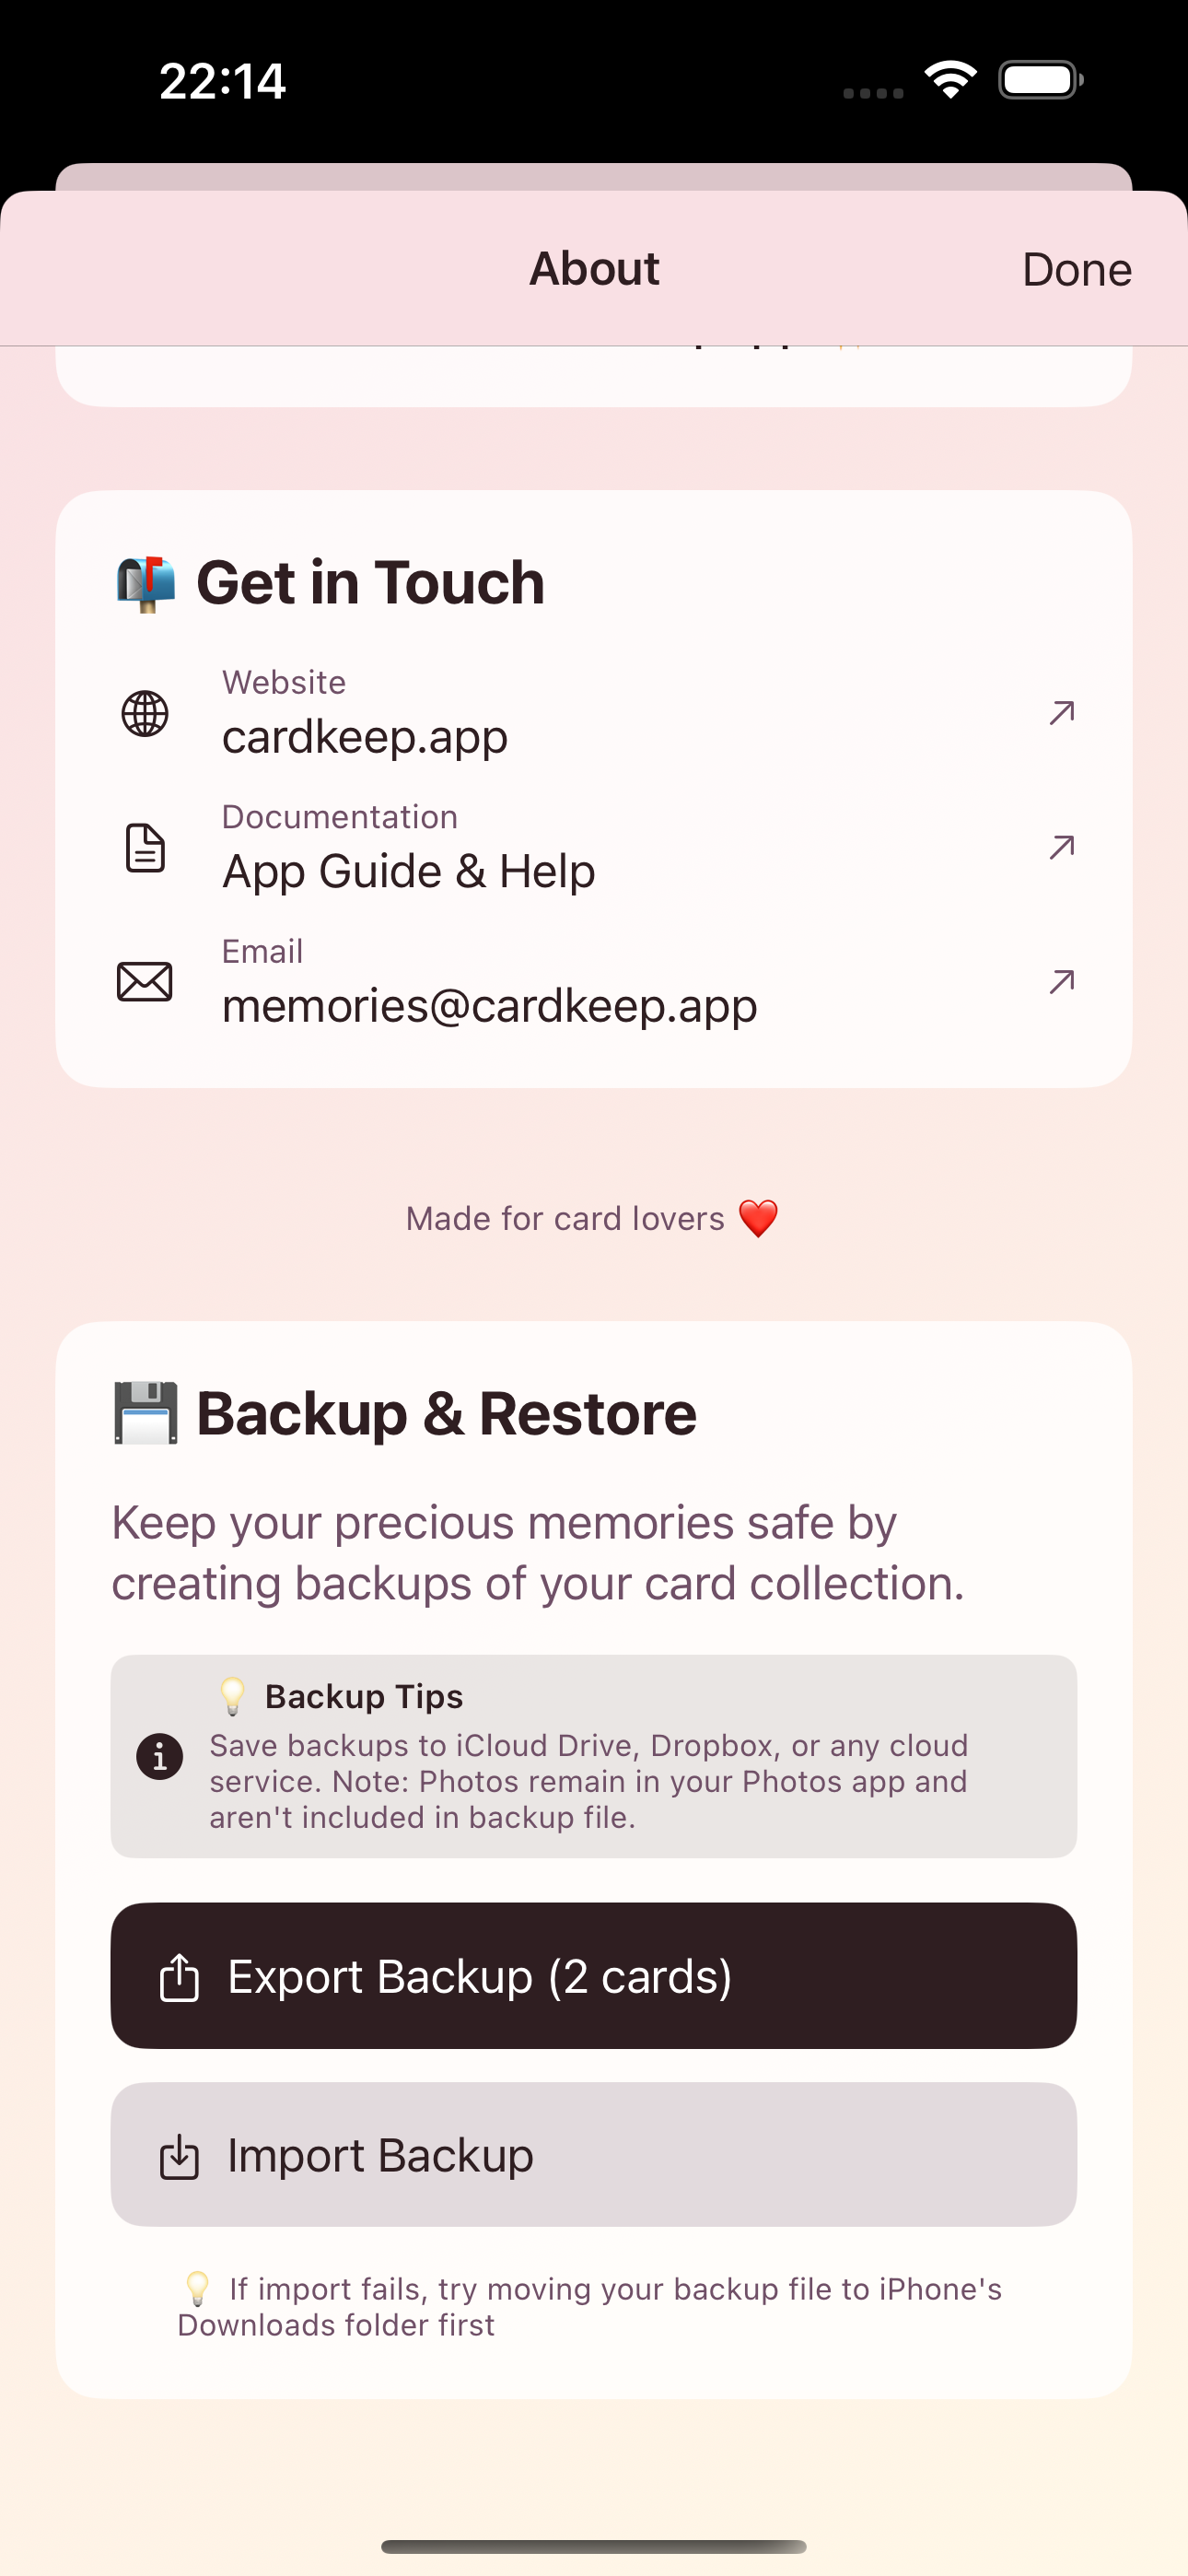 22:14
About
Done
Get in Touch
Website
cardkeep.app
Documentation
App Guide & Help
Email
memories@cardkeep.app
Made for card lovers ❤️
Backup & Restore
Keep your precious memories safe by
creating backups of your card collection.
💡 Backup Tips
Save backups to iCloud Drive, Dropbox, or any cloud
service. Note: Photos remain in your Photos app and
aren't included in backup file.
Export Backup (2 cards)
Import Backup
💡 If import fails, try moving your backup file to iPhone's
Downloads folder first